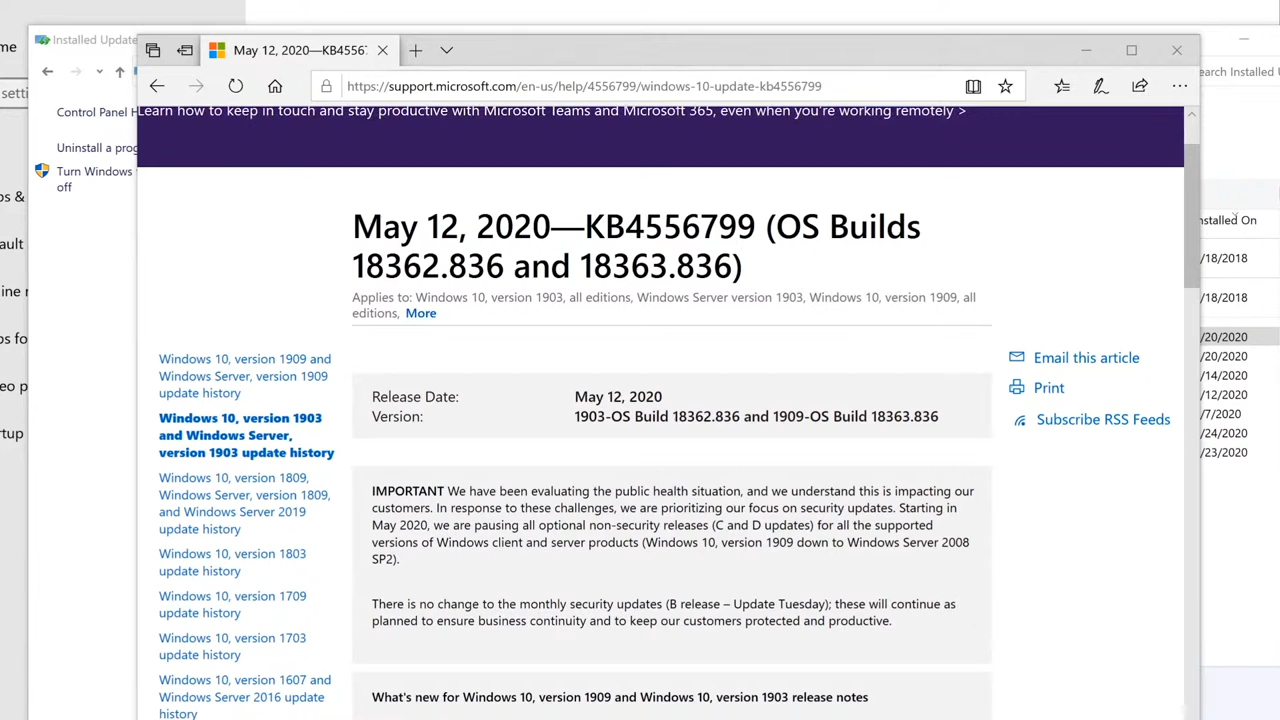 me
Installed Update
May 12, 2020—KB4556
https://support.microsoft.com/en-us/help/4556799/windows-10-update-kb4556799
earch Installed U
setti
Control Panel H
Learn how to keep in touch and stay productive with Microsoft Teams and Microsoft 365, even when you're working remotely >
Uninstall a prog
Turn Windows
off
ps &
ault
ine r
ps fo
eo p
rtup
May 12, 2020—KB4556799 (OS Builds
18362.836 and 18363.836)
Applies to: Windows 10, version 1903, all editions, Windows Server version 1903, Windows 10, version 1909, all
editions, More
Windows 10, version 1909 and
Windows Server, version 1909
update history
Windows 10, version 1903
and Windows Server,
version 1903 update history
Windows 10, version 1809,
Windows Server, version 1809,
and Windows Server 2019
update history
Windows 10, version 1803
update history
Windows 10, version 1709
update history
Windows 10, version 1703
update history
Windows 10, version 1607 and
Windows Server 2016 update
history
Release Date: May 12, 2020
Version: 1903-OS Build 18362.836 and 1909-OS Build 18363.836
IMPORTANT We have been evaluating the public health situation, and we understand this is impacting our
customers. In response to these challenges, we are prioritizing our focus on security updates. Starting in
May 2020, we are pausing all optional non-security releases (C and D updates) for all the supported
versions of Windows client and server products (Windows 10, version 1909 down to Windows Server 2008
SP2).
There is no change to the monthly security updates (B release – Update Tuesday); these will continue as
planned to ensure business continuity and to keep our customers protected and productive.
What's new for Windows 10, version 1909 and Windows 10, version 1903 release notes
Email this article
Print
Subscribe RSS Feeds
nstalled On
/18/2018
/18/2018
/20/2020
/20/2020
/14/2020
/12/2020
/7/2020
/24/2020
/23/2020